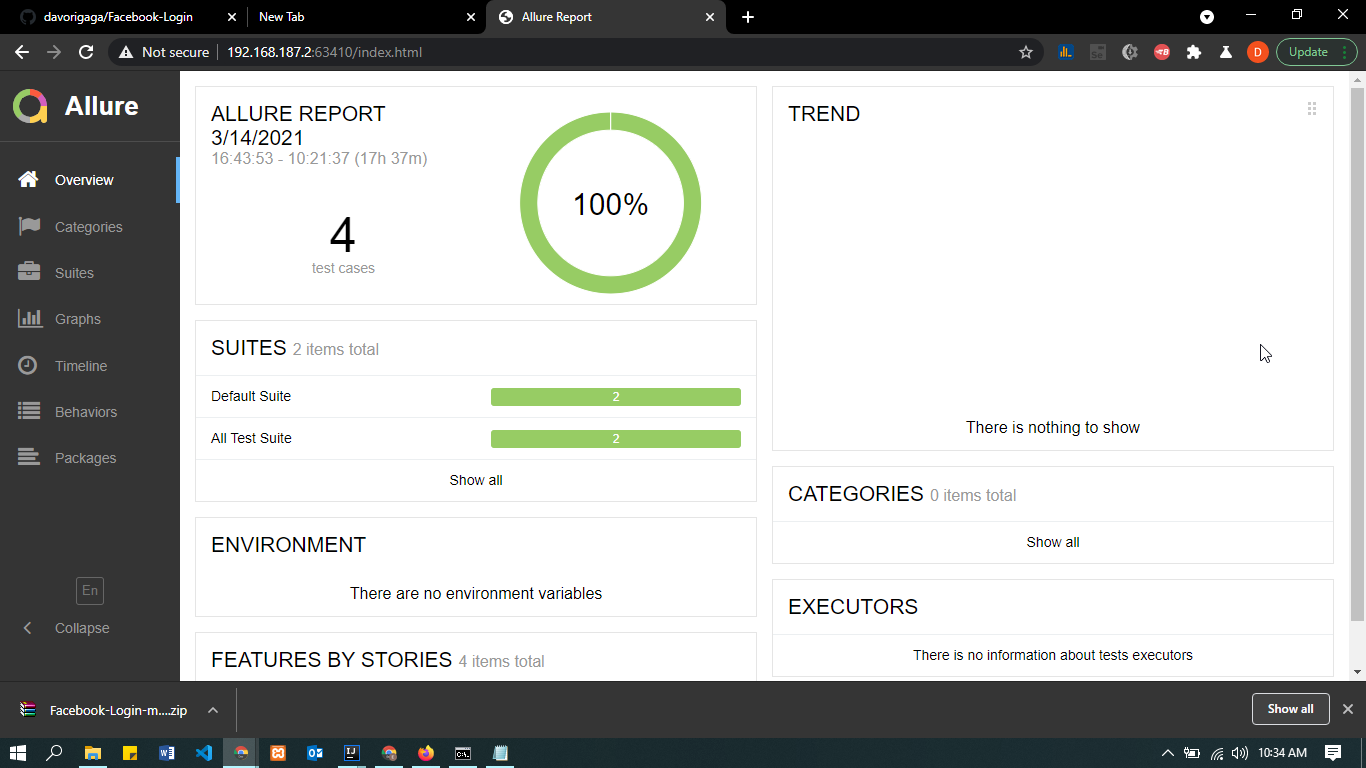 davorigaga/Facebook-Login
New Tab
Allure Report
Not secure
192.168.187.2:63410/index.html
D
Update
Allure
Overview
Categories
Suites
Graphs
Timeline
Behaviors
Packages
En
Collapse
ALLURE REPORT
3/14/2021
16:43:53 - 10:21:37 (17h 37m)
4
test cases
100%
SUITES 2 items total
Default Suite 2
All Test Suite 2
Show all
ENVIRONMENT
There are no environment variables
FEATURES BY STORIES 4 items total
TREND
There is nothing to show
CATEGORIES 0 items total
Show all
EXECUTORS
There is no information about tests executors
Facebook-Login-m....zip
Show all
10:34 AM